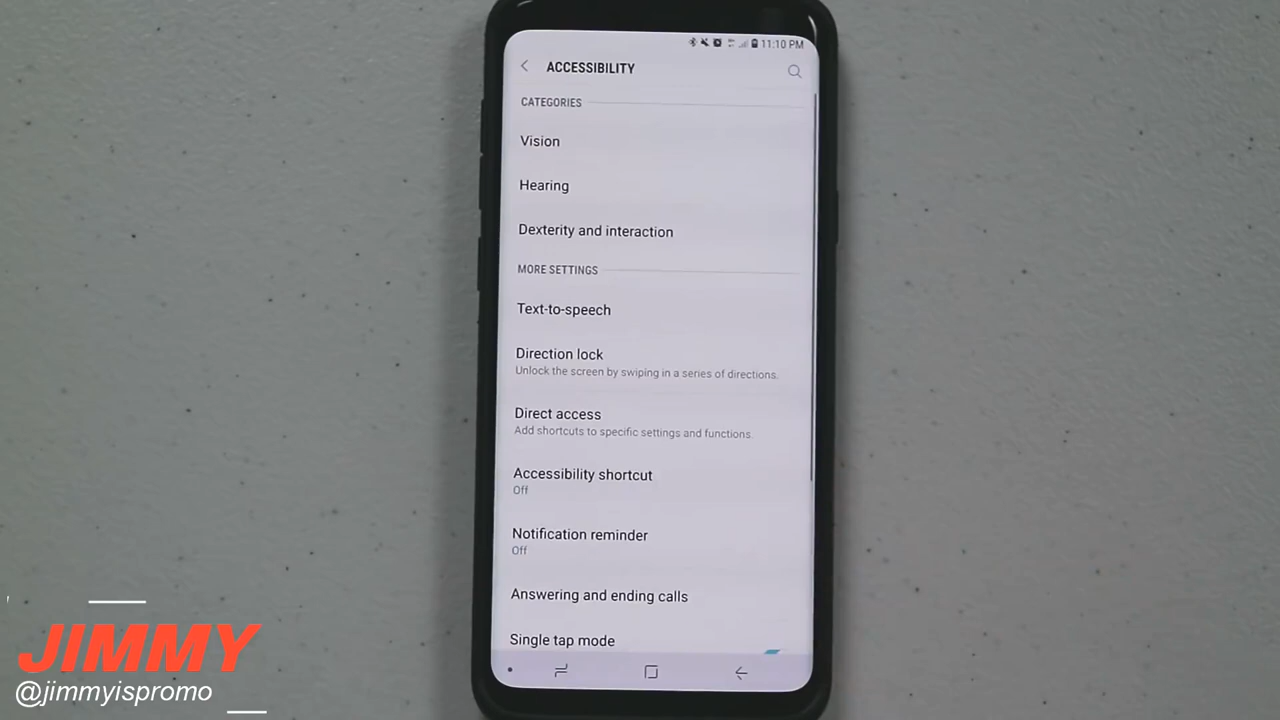 11:10 PM
ACCESSIBILITY
CATEGORIES
Vision
Hearing
Dexterity and interaction
MORE SETTINGS
Text-to-speech
Direction lock
Unlock the screen by swiping in a series of directions.
Direct access
Add shortcuts to specific settings and functions.
Accessibility shortcut
Off
Notification reminder
Off
Answering and ending calls
Single tap mode
JIMMY
@jimmyispromo